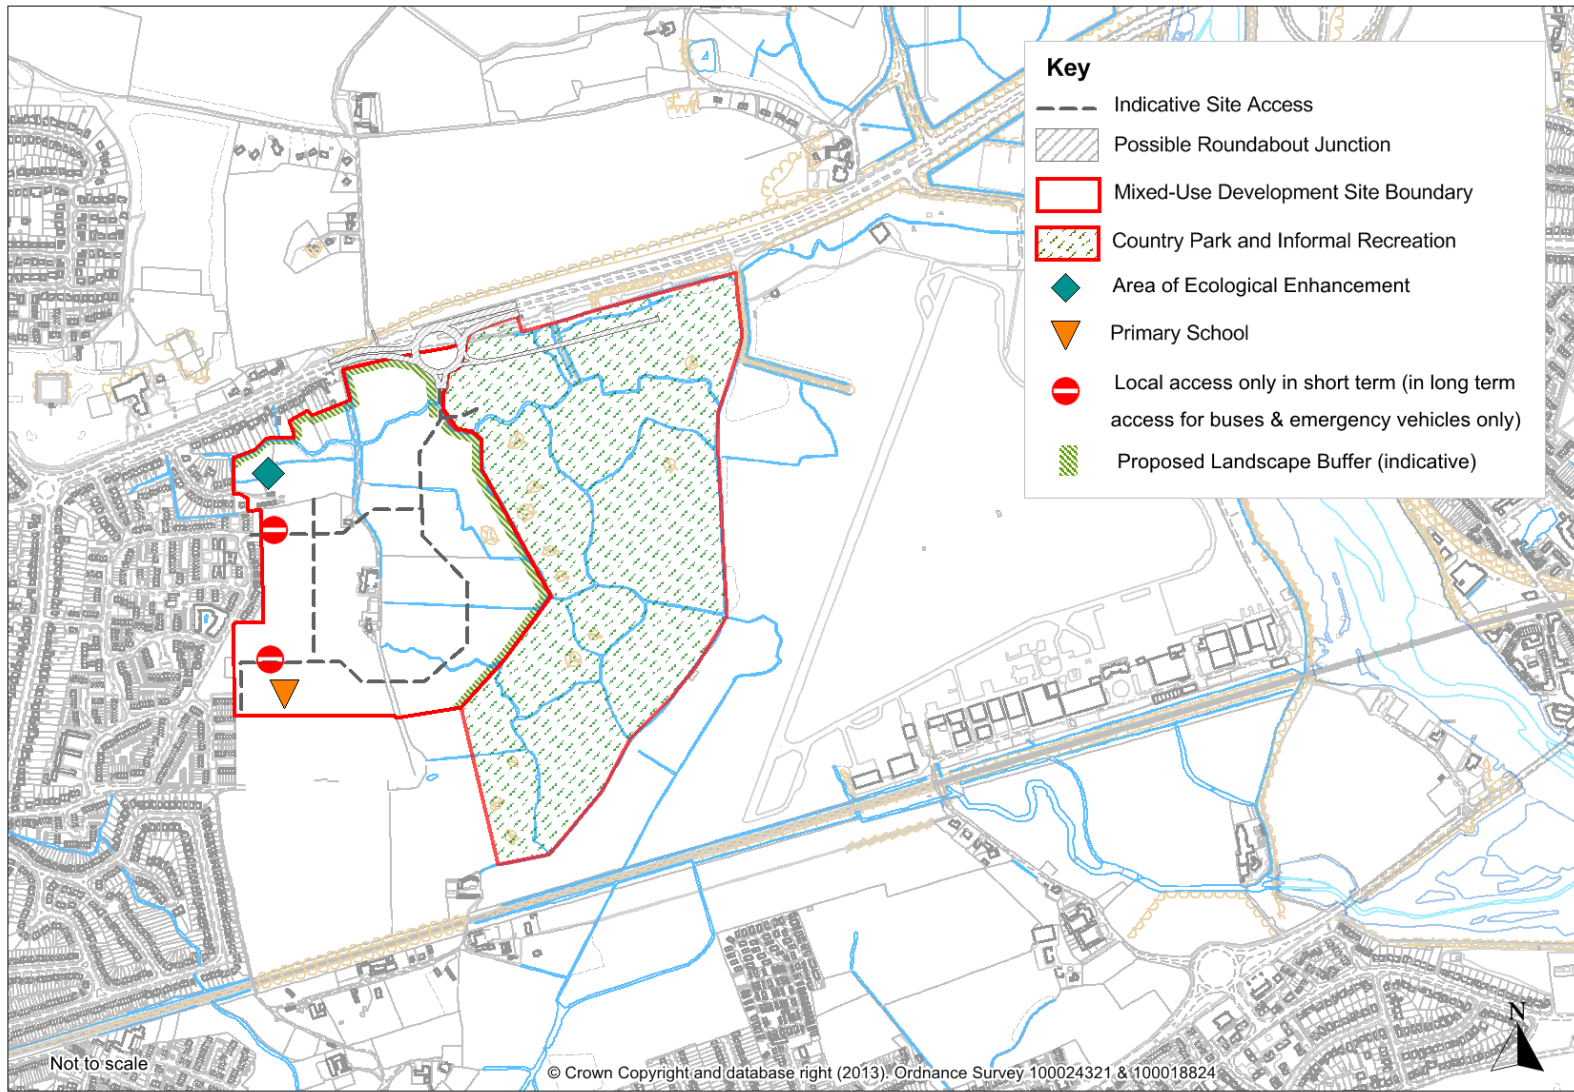 Key
Indicative Site Access
Possible Roundabout Junction
Mixed-Use Development Site Boundary
Country Park and Informal Recreation
Area of Ecological Enhancement
Primary School
Local access only in short term (in long term
access for buses & emergency vehicles only)
Proposed Landscape Buffer (indicative)
N
Not to scale
© Crown Copyright and database right (2013). Ordnance Survey 100024321 & 100018824